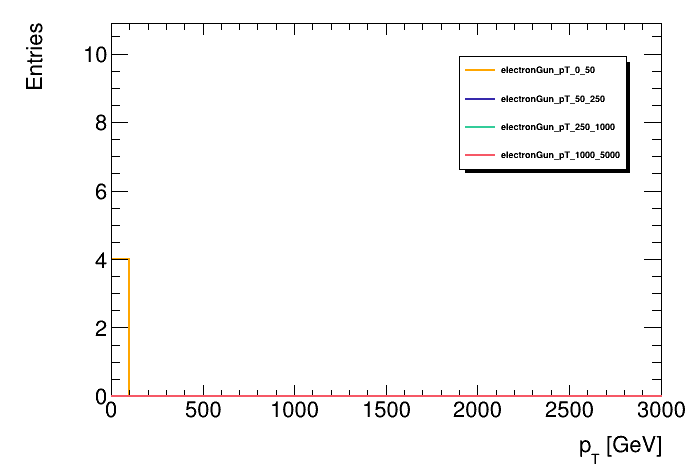 Entries
10
8
6
4
2
0
electronGun_pT_0_50
electronGun_pT_50_250
electronGun_pT_250_1000
electronGun_pT_1000_5000
0 500 1000 1500 2000 2500 3000
p_T [GeV]